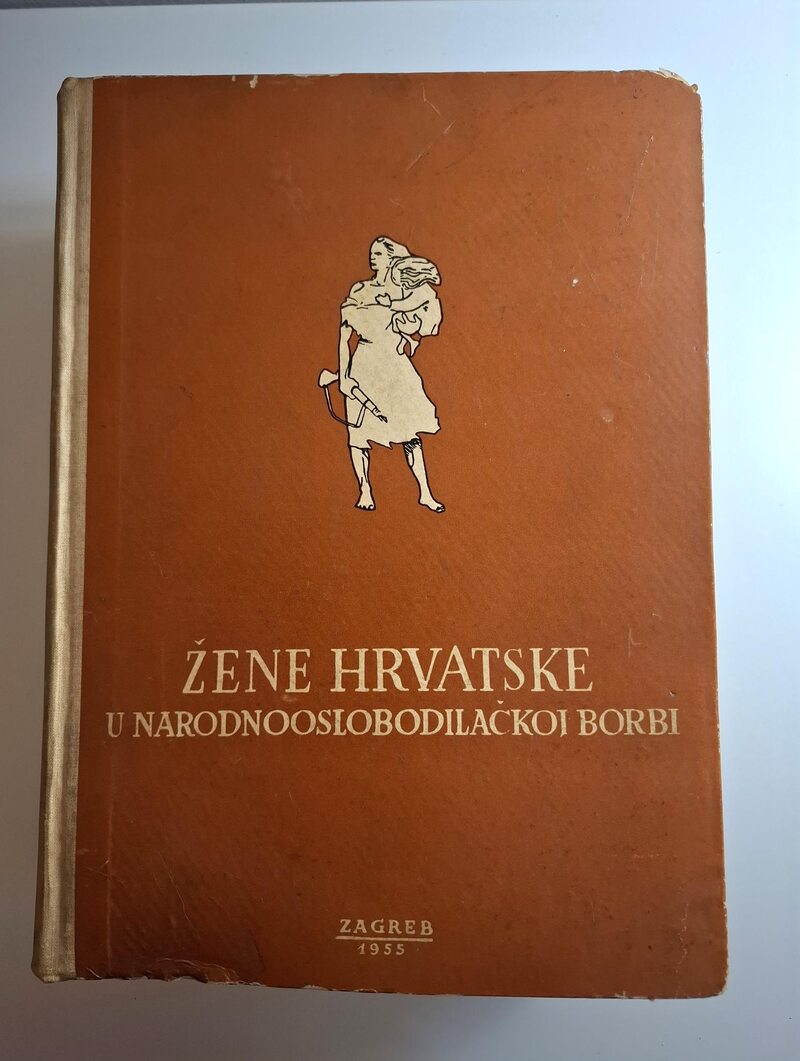 ŽENE HRVATSKE
U NARODNOOSLOBODILAČKOJ BORBI
ZAGREB
1955